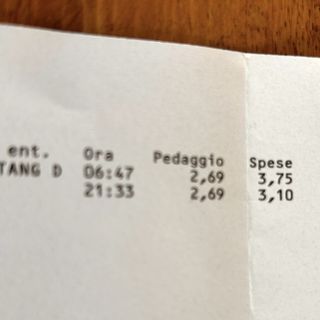 ent. Ora Pedaggio Spese
TANG D 06:47 2,69 3,75
21:33 2,69 3,10